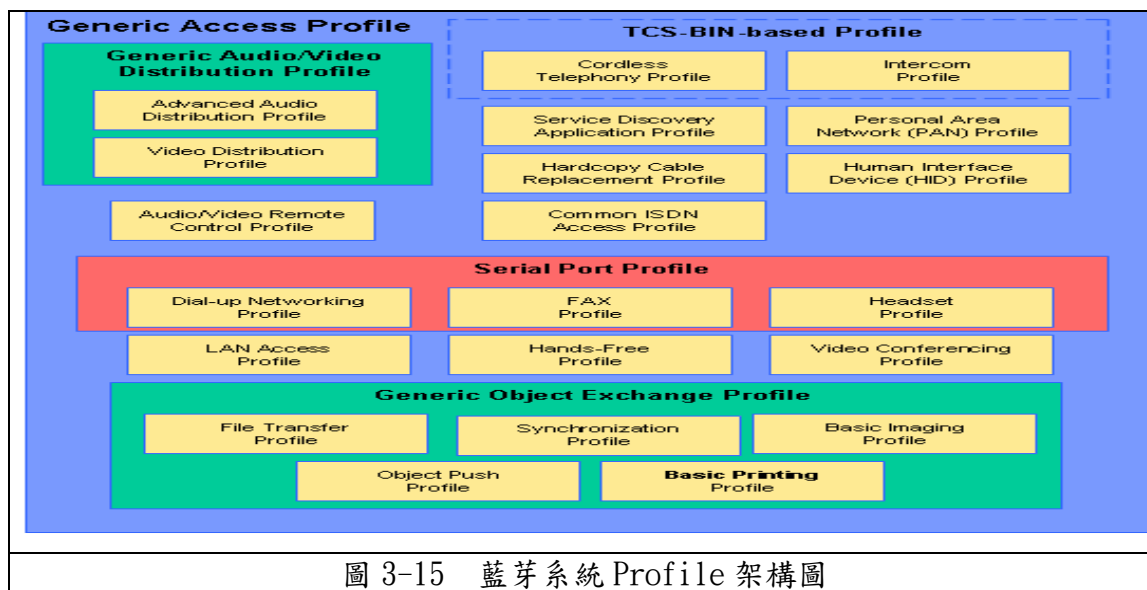 Generic Access Profile
Generic Audio/Video
Distribution Profile
Advanced Audio
Distribution Profile
Video Distribution
Profile
Audio/Video Remote
Control Profile
TCS-BIN-based Profile
Cordless
Telephony Profile
Intercom
Profile
Service Discovery
Application Profile
Personal Area
Network (PAN) Profile
Hardcopy Cable
Replacement Profile
Human Interface
Device (HID) Profile
Common ISDN
Access Profile
Serial Port Profile
Dial-up Networking
Profile
FAX
Profile
Headset
Profile
LAN Access
Profile
Hands-Free
Profile
Video Conferencing
Profile
Generic Object Exchange Profile
File Transfer
Profile
Synchronization
Profile
Basic Imaging
Profile
Object Push
Profile
Basic Printing
Profile
圖 3-15 藍芽系統 Profile 架構圖